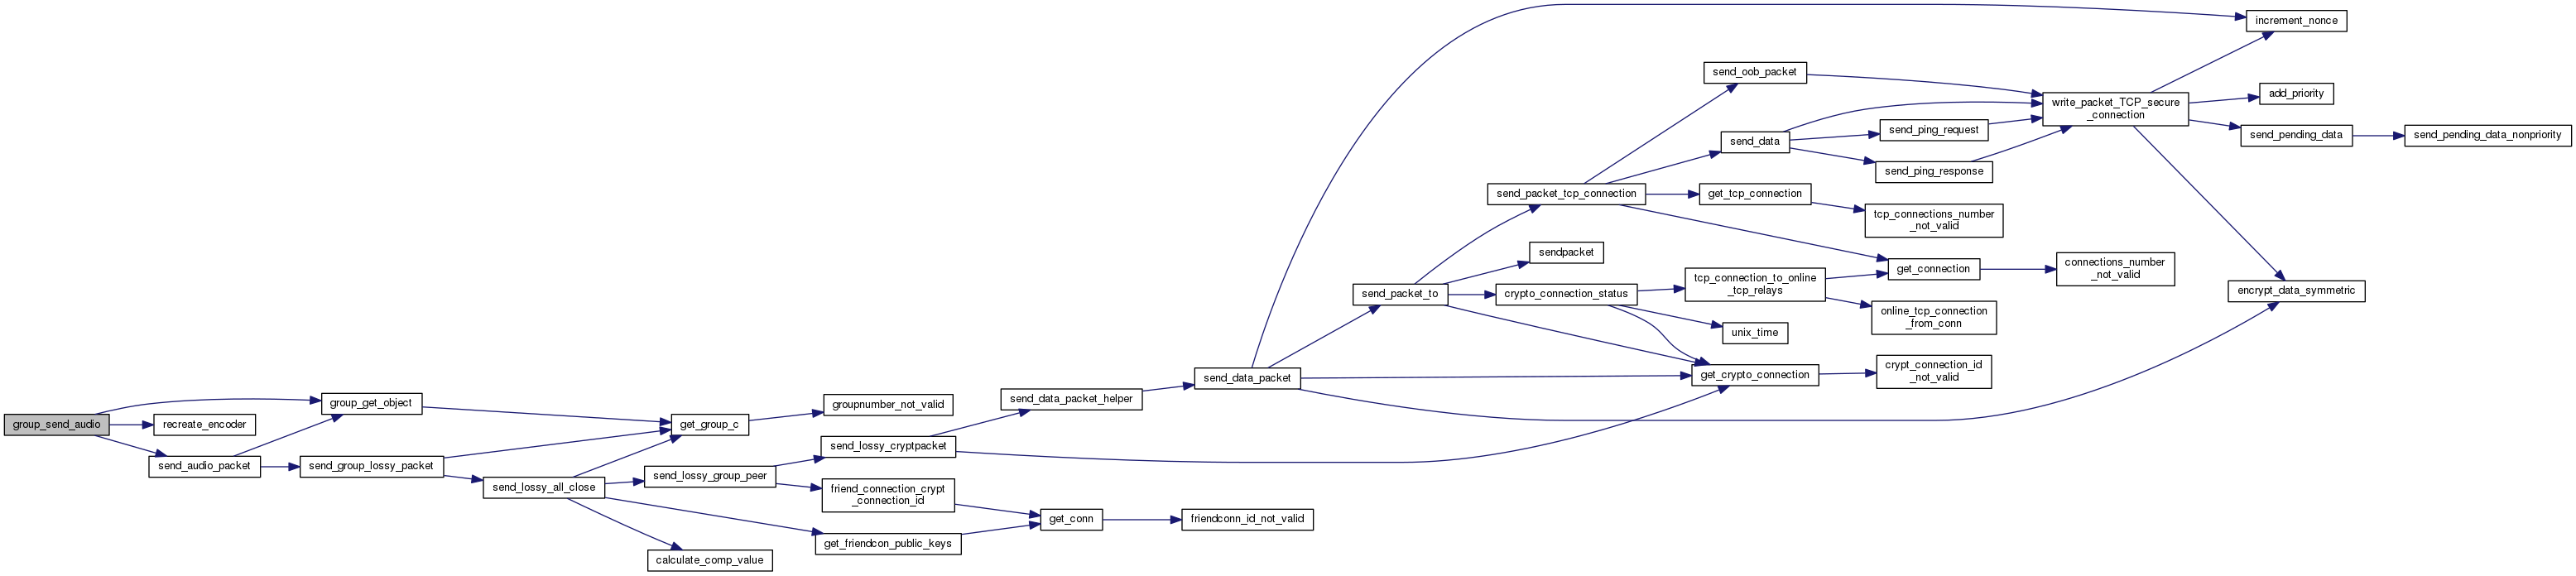 group_send_audio
group_get_object
recreate_encoder
send_audio_packet
send_group_lossy_packet
get_group_c
send_lossy_all_close
groupnumber_not_valid
send_lossy_group_peer
calculate_comp_value
send_lossy_cryptpacket
friend_connection_crypt
_connection_id
get_friendcon_public_keys
send_data_packet_helper
get_conn
friendconn_id_not_valid
send_data_packet
send_packet_to
send_packet_tcp_connection
sendpacket
crypto_connection_status
send_oob_packet
send_data
get_tcp_connection
tcp_connection_to_online
_tcp_relays
unix_time
get_crypto_connection
send_ping_request
send_ping_response
tcp_connections_number
_not_valid
get_connection
online_tcp_connection
_from_conn
crypt_connection_id
_not_valid
write_packet_TCP_secure
_connection
connections_number
_not_valid
increment_nonce
add_priority
send_pending_data
encrypt_data_symmetric
send_pending_data_nonpriority